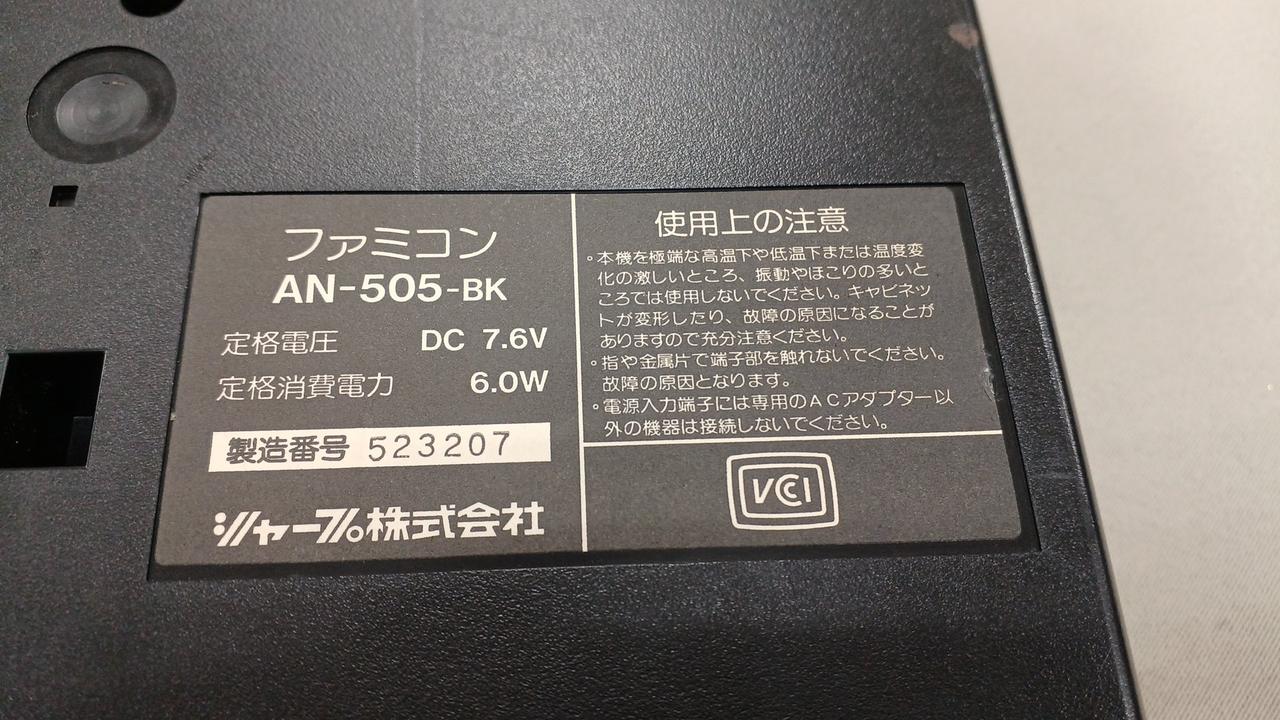 ファミコン
AN-505-BK
定格電圧 DC 7.6V
定格消費電力 6.0W
製造番号 523207
シャープ株式会社
使用上の注意
∘本機を極端な高温下や低温下または温度変
化の激しいところ、振動やほこりの多いと
ころでは使用しないでください。キャビネッ
トが変形したり、故障の原因になることが
ありますので充分注意ください。
∘指や金属片で端子部を触れないでください。
故障の原因となります。
∘電源入力端子には専用のACアダプター以
外の機器は接続しないでください。
VCCI